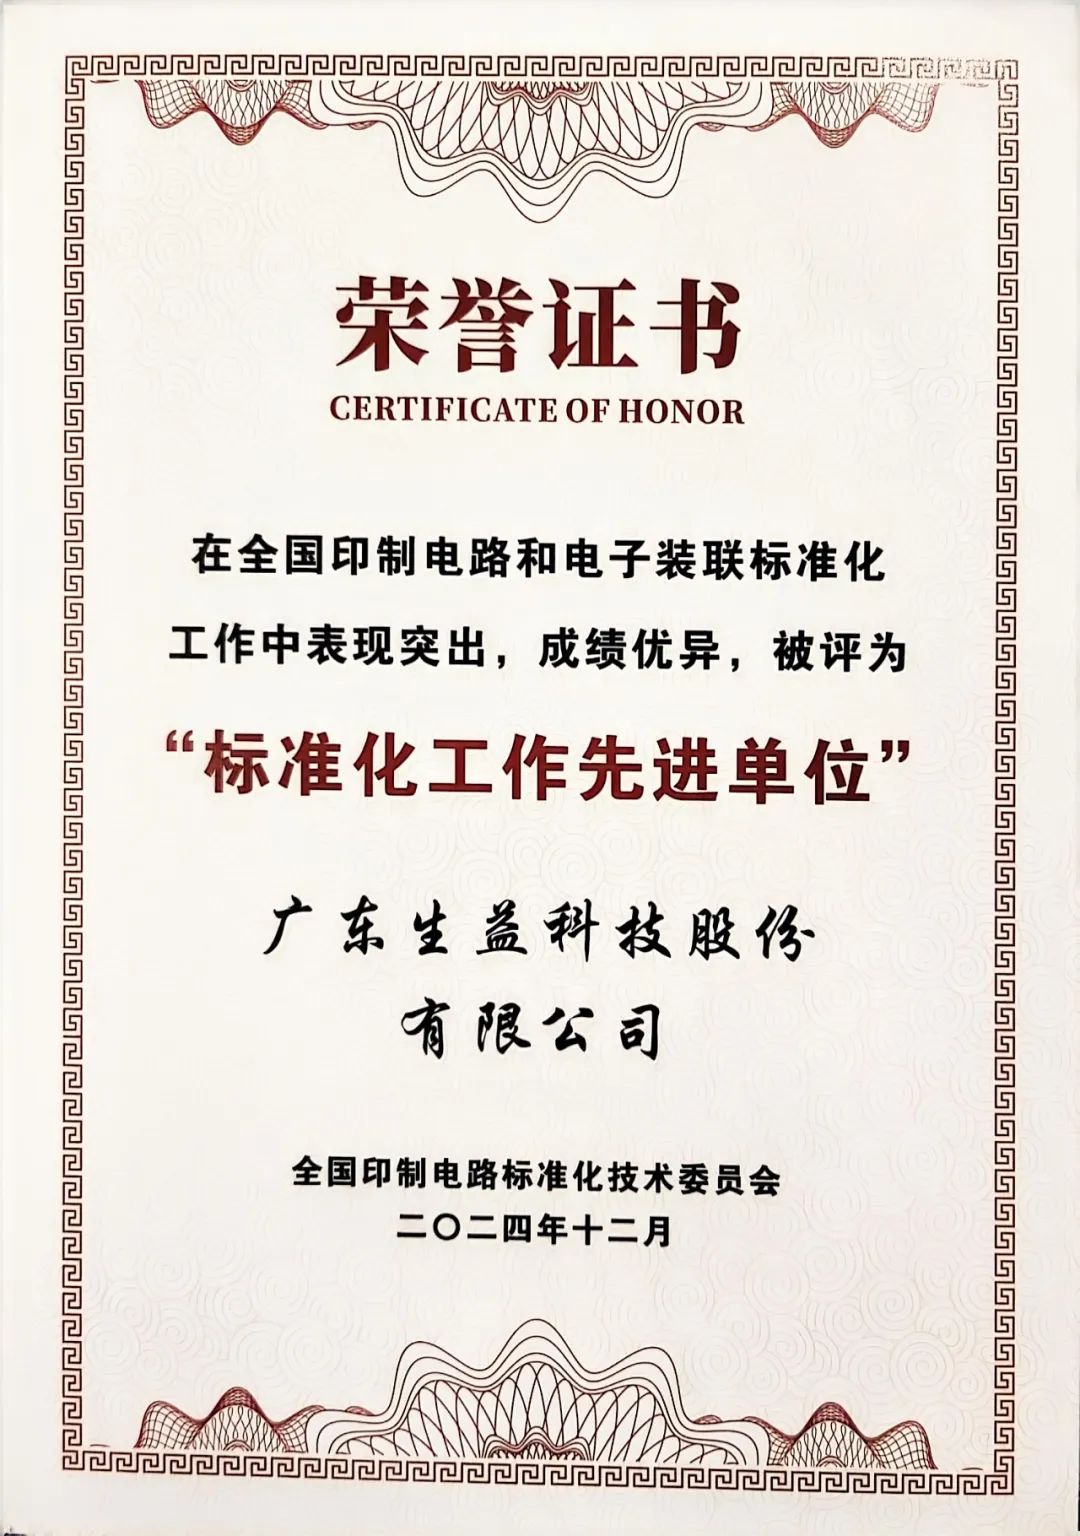 荣誉证书
CERTIFICATE OF HONOR
在全国印制电路和电子装联标准化
工作中表现突出，成绩优异，被评为
“标准化工作先进单位”
广东生益科技股份
有限公司
全国印制电路标准化技术委员会
二〇二四年十二月